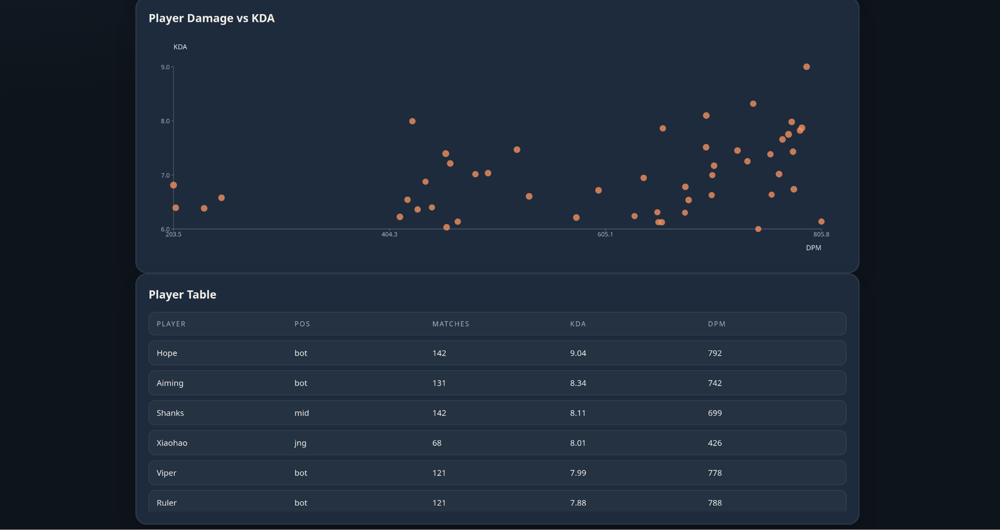 Player Damage vs KDA
KDA
9.0
8.0
7.0
6.0
203.5 404.3 605.1 805.8
DPM
Player Table
PLAYER POS MATCHES KDA DPM
Hope bot 142 9.04 792
Aiming bot 131 8.34 742
Shanks mid 142 8.11 699
Xiaohao jng 68 8.01 426
Viper bot 121 7.99 778
Ruler bot 121 7.88 788